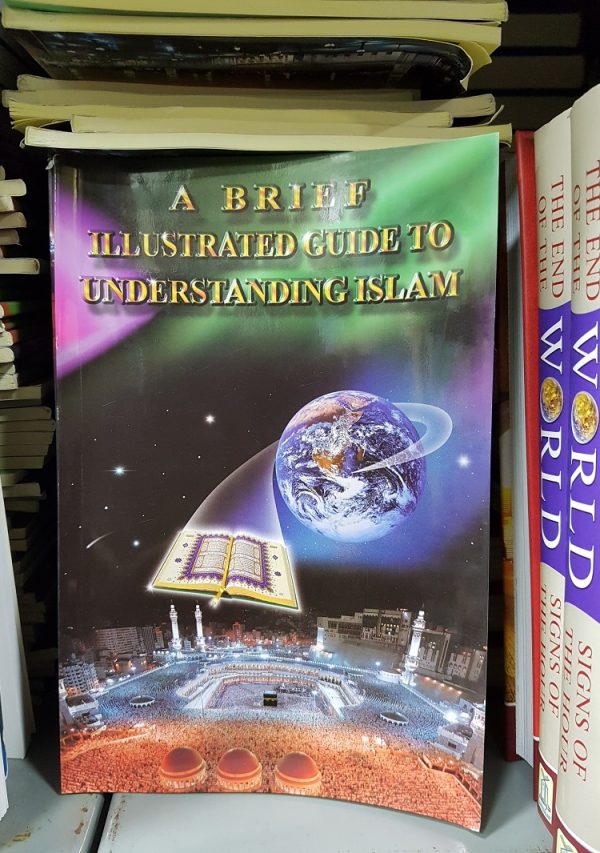 A BRIEF
ILLUSTRATED GUIDE TO
UNDERSTANDING ISLAM
THE END
OF THE
WORLD
SIGNS OF
THE HOUR
THE END
OF THE
WORLD
SIGNS OF
THE HOUR